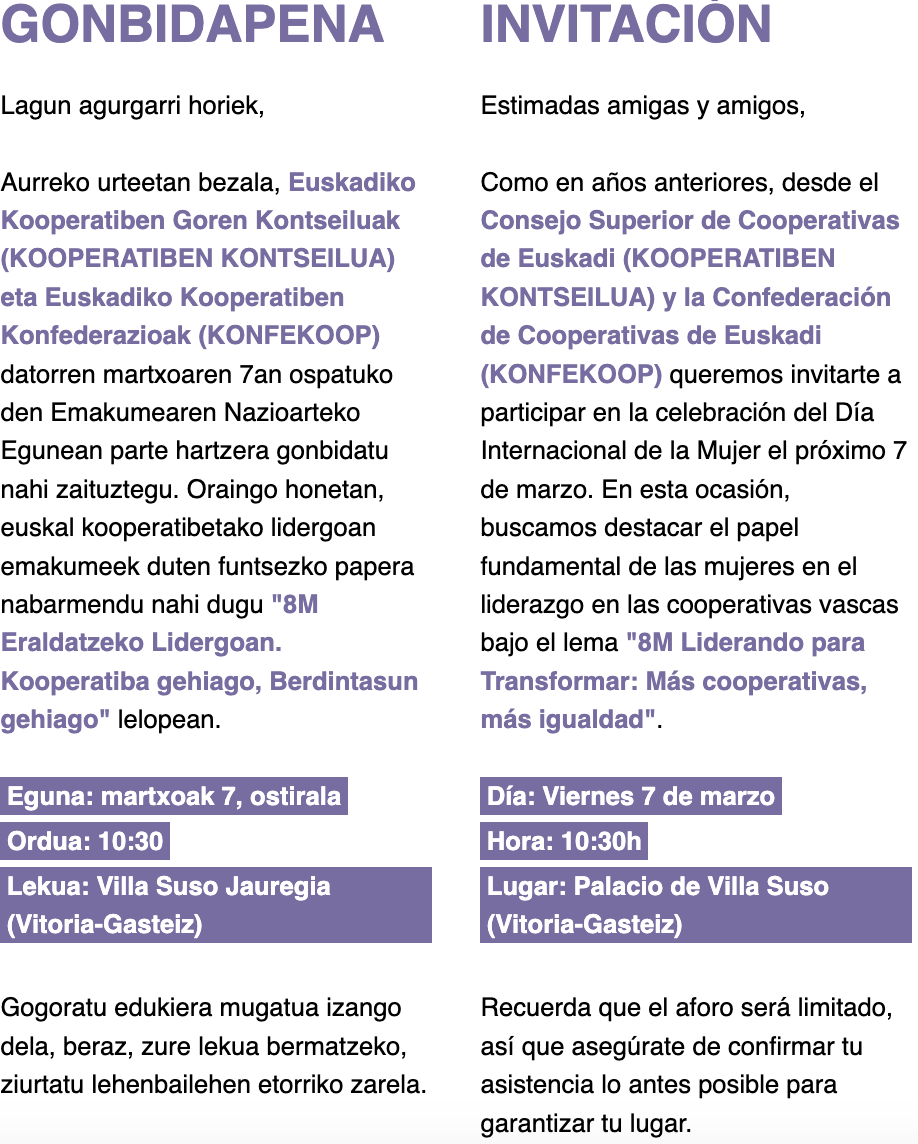 GONBIDAPENA
Lagun agurgarri horiek,
Aurreko urteetan bezala, Euskadiko
Kooperatiben Goren Kontseiluak
(KOOPERATIBEN KONTSEILUA)
eta Euskadiko Kooperatiben
Konfederazioak (KONFEKOOP)
datorren martxoaren 7an ospatuko
den Emakumearen Nazioarteko
Egunean parte hartzera gonbidatu
nahi zaituztegu. Oraingo honetan,
euskal kooperatibetako lidergoan
emakumeek duten funtsezko papera
nabarmendu nahi dugu "8M
Eraldatzeko Lidergoan.
Kooperatiba gehiago, Berdintasun
gehiago" lelopean.
Eguna: martxoak 7, ostirala
Ordua: 10:30
Lekua: Villa Suso Jauregia
(Vitoria-Gasteiz)
Gogoratu edukiera mugatua izango
dela, beraz, zure lekua bermatzeko,
ziurtatu lehenbailehen etorriko zarela.
INVITACIÓN
Estimadas amigas y amigos,
Como en años anteriores, desde el
Consejo Superior de Cooperativas
de Euskadi (KOOPERATIBEN
KONTSEILUA) y la Confederación
de Cooperativas de Euskadi
(KONFEKOOP) queremos invitarte a
participar en la celebración del Día
Internacional de la Mujer el próximo 7
de marzo. En esta ocasión,
buscamos destacar el papel
fundamental de las mujeres en el
liderazgo en las cooperativas vascas
bajo el lema "8M Liderando para
Transformar: Más cooperativas,
más igualdad".
Día: Viernes 7 de marzo
Hora: 10:30h
Lugar: Palacio de Villa Suso
(Vitoria-Gasteiz)
Recuerda que el aforo será limitado,
así que asegúrate de confirmar tu
asistencia lo antes posible para
garantizar tu lugar.